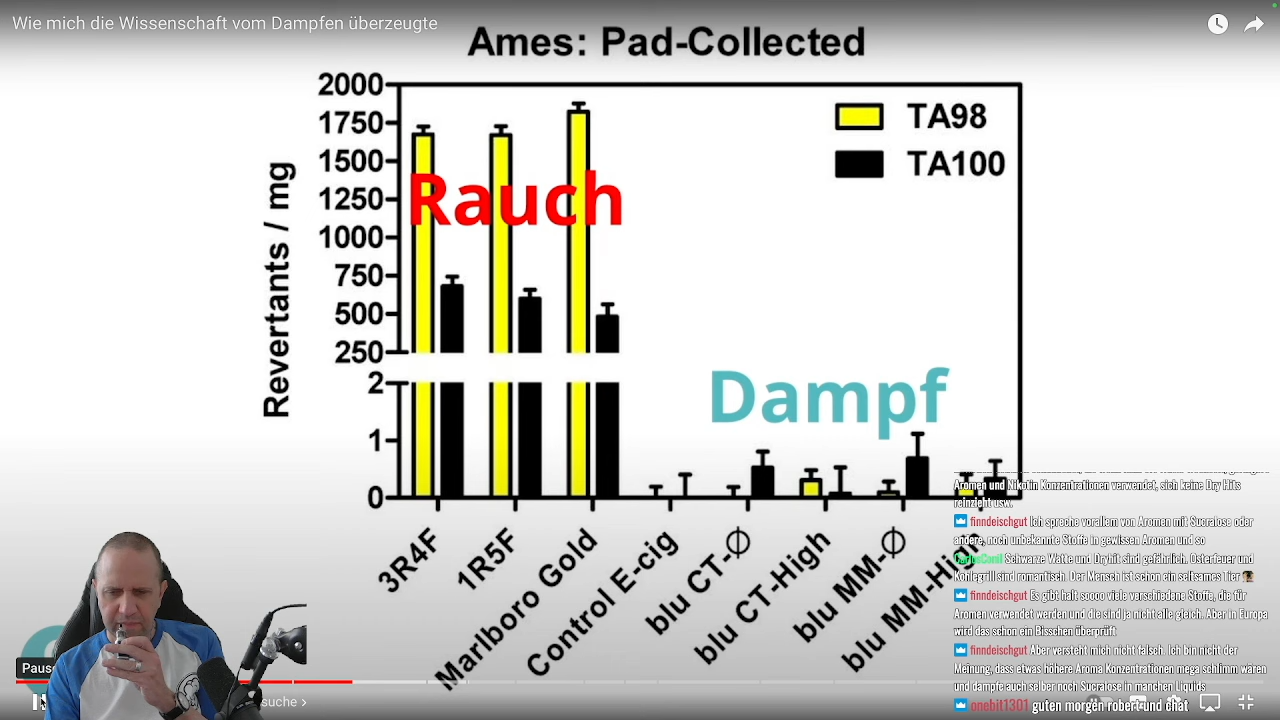 Wie mich die Wissenschaft vom Dampfen überzeugte
Ames: Pad-Collected
2000
1750
1500
1250
1000
750
500
250
2
1
0
Revertants / mg
TA98
TA100
Rauch
Dampf
3R4F
1R5F
Marlboro Gold
Control E-cig
blu CT-Φ
blu CT-High
blu MM-Φ
blu MM-High
Aromen und Nikotin Konzentrationen verwendet, sich keine Dry Hits
reinzieht usw.
finndeischgut Ich spreche vorallem von Aromen mit Sucralose oder
andere, noch unbekannte Stoffe in gewissen Aromen und so
Schwarze Watte und Dryhit sind gefährlich. Osterfeuer und
Kohlegrill sind romantisch. Der Mensch ist schon ein seltsames Tier
finndeischgut Es gibt halt soooo viele verschiedene Stoffe, die für
Aromen verwendet werden und die sind ja nicht alle gleich. Aber in Europa
wird das schon ein Bisschen überprüft
finndeischgut Aber versteht mich nicht falsch. Ich bin nicht der
Meinung, dass etwas höhere Aroma Konzentrationen mega schlimm wären
und dampfe auch selber noch Sucralose in manchen Liquids
onebit1301 guten morgen robert und chat
Pause
suche